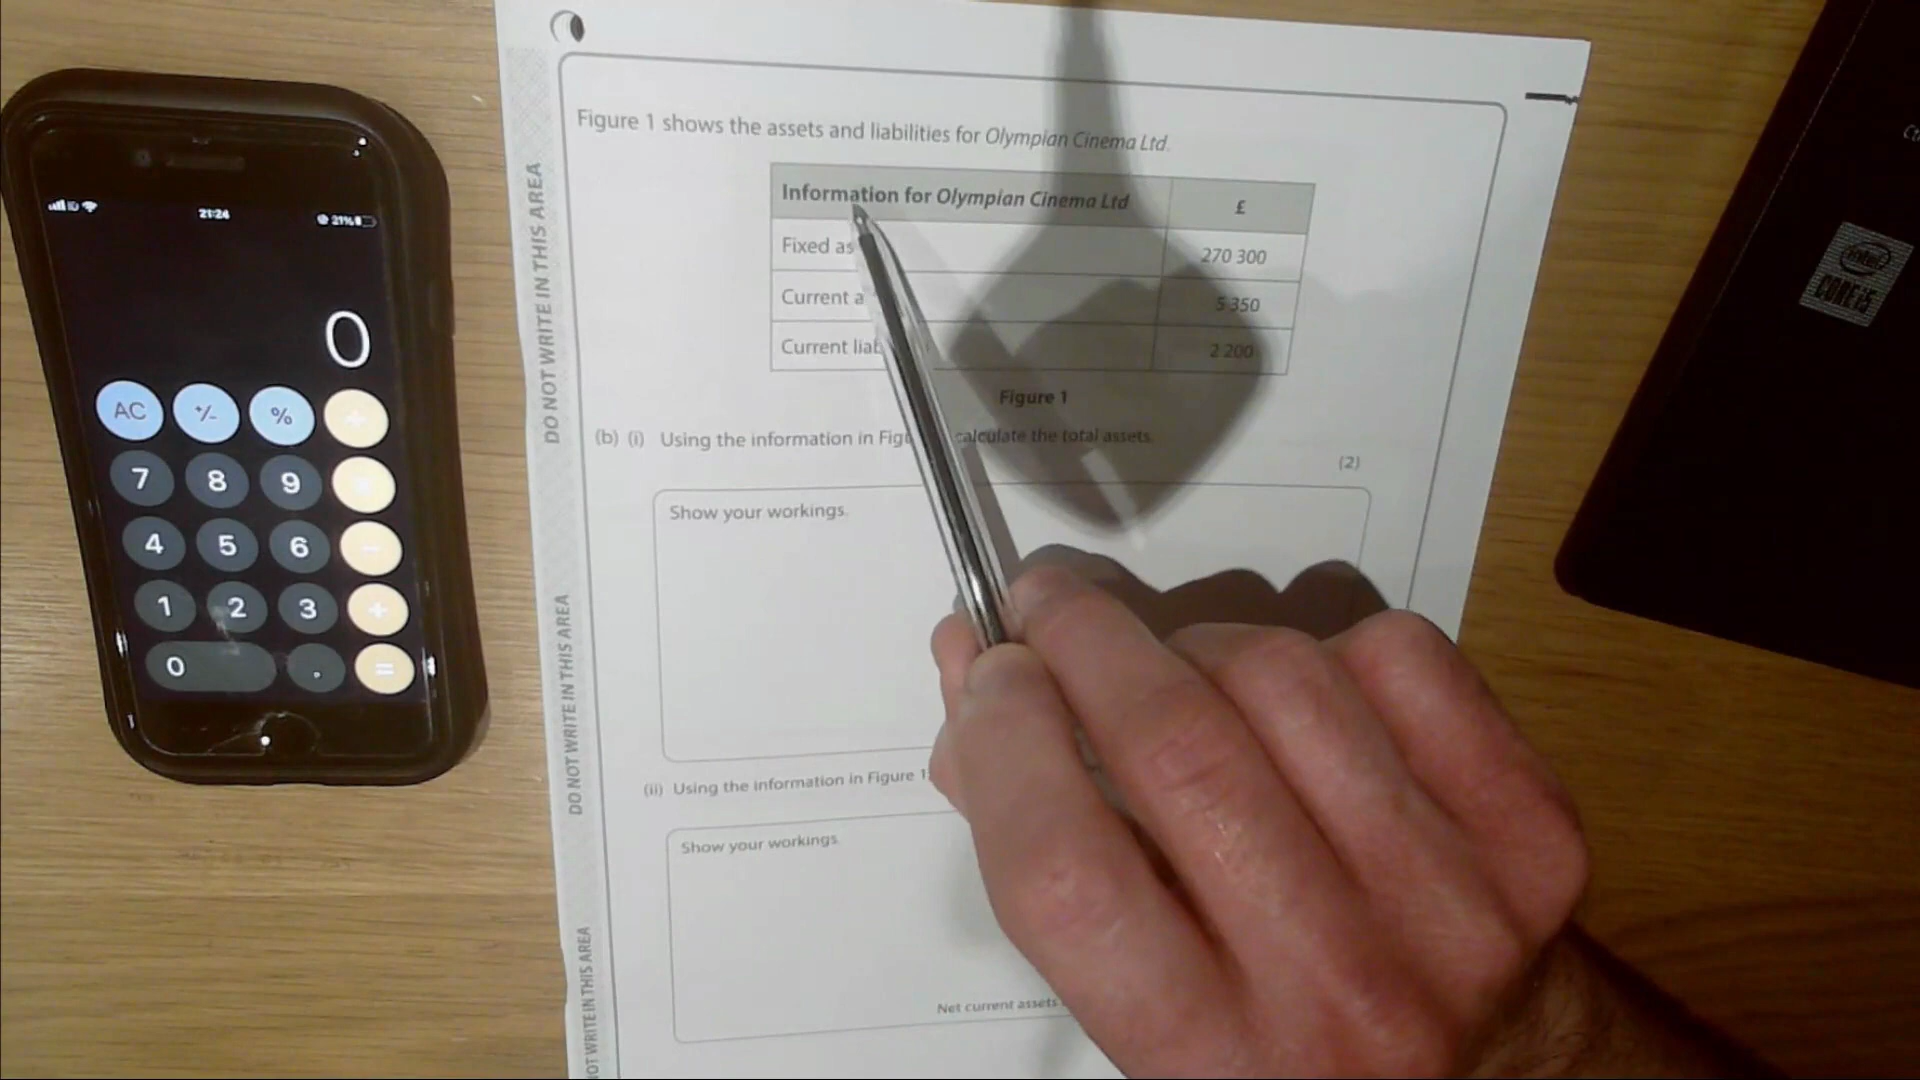 Figure 1 shows the assets and liabilities for Olympian Cinema Ltd.
Information for Olympian Cinema Ltd £
Fixed as 270 300
Current a 5 350
Current liab 2 200
Figure 1
(b) (i) Using the information in Fig calculate the total assets.
(2)
Show your workings.
(ii) Using the information in Figure 1,
Show your workings.
Net current assets
DO NOT WRITE IN THIS AREA
DO NOT WRITE IN THIS AREA
NOT WRITE IN THIS AREA
21:24
21%
0
AC +/- %
7 8 9 ×
4 5 6 −
1 2 3 +
0 . =
intel
CORE i5